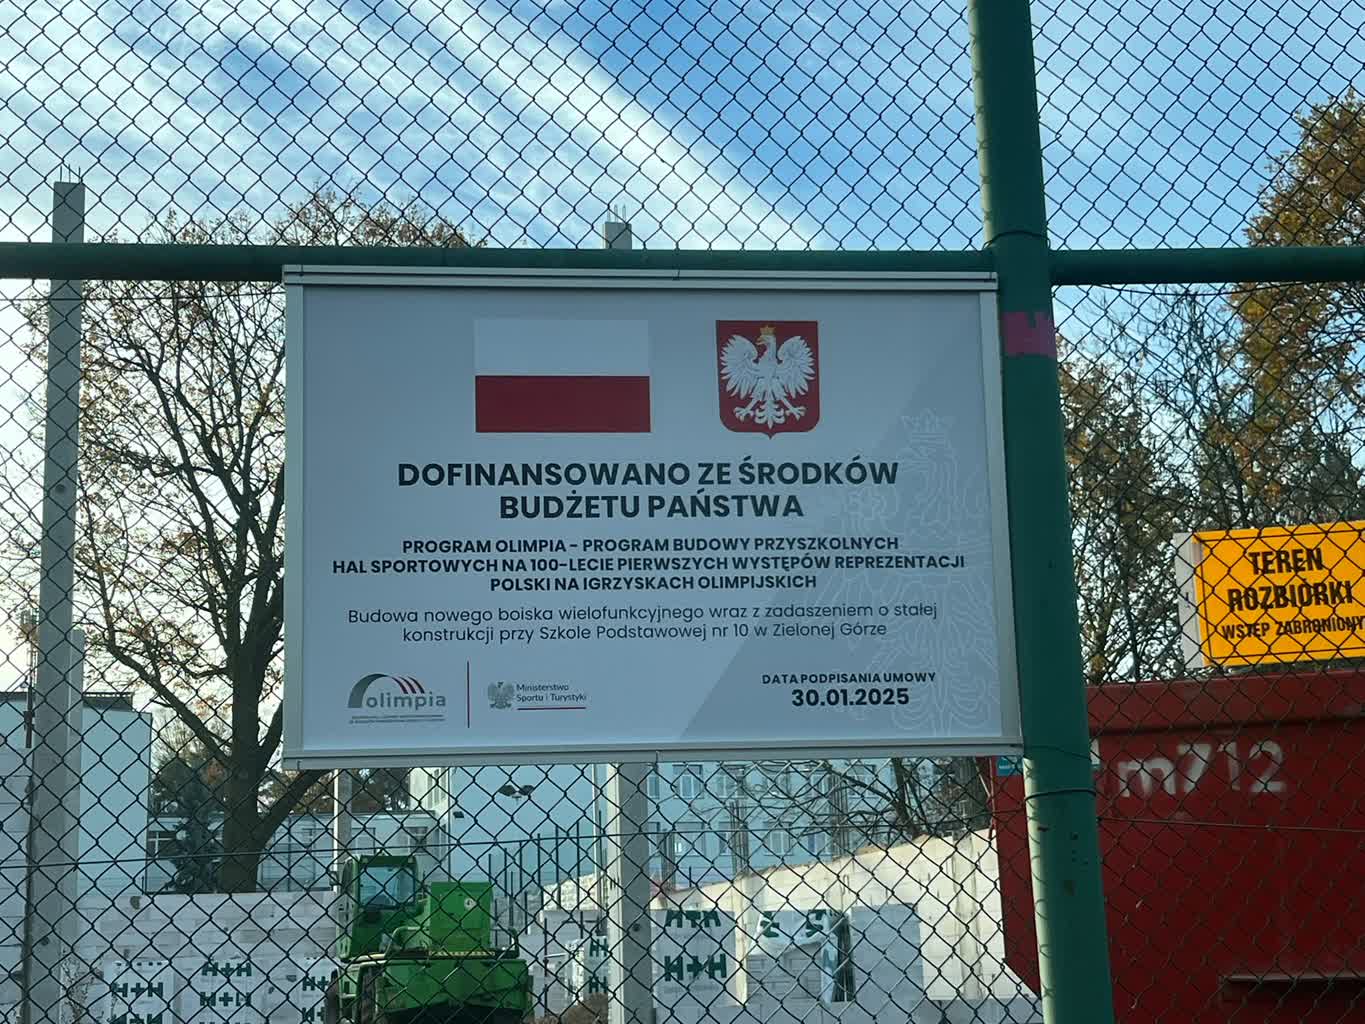 DOFINANSOWANO ZE ŚRODKÓW
BUDŻETU PAŃSTWA
PROGRAM OLIMPIA - PROGRAM BUDOWY PRZYSZKOLNYCH
HAL SPORTOWYCH NA 100-LECIE PIERWSZYCH WYSTĘPÓW REPREZENTACJI
POLSKI NA IGRZYSKACH OLIMPIJSKICH
Budowa nowego boiska wielofunkcyjnego wraz z zadaszeniem o stałej
konstrukcji przy Szkole Podstawowej nr 10 w Zielonej Górze
olimpia
Ministerstwo
Sportu i Turystyki
DATA PODPISANIA UMOWY
30.01.2025
TEREN
ROZBIÓRKI
WSTĘP ZABRONIONY
m712
H+H
H+H
H+H
H+H
H+H